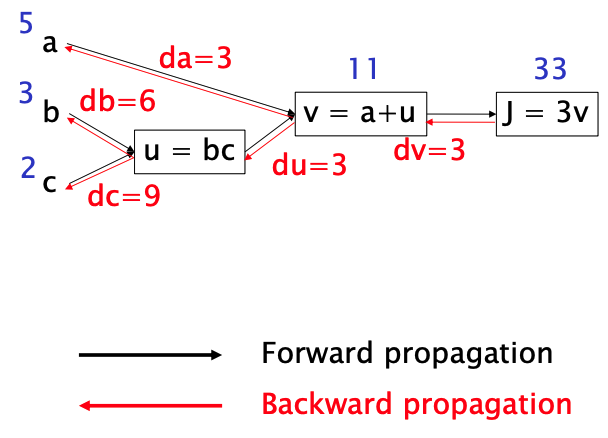 5
a
da=3
11
33
3
b
db=6
v = a+u
J = 3v
u = bc
du=3
dv=3
2
c
dc=9
Forward propagation
Backward propagation